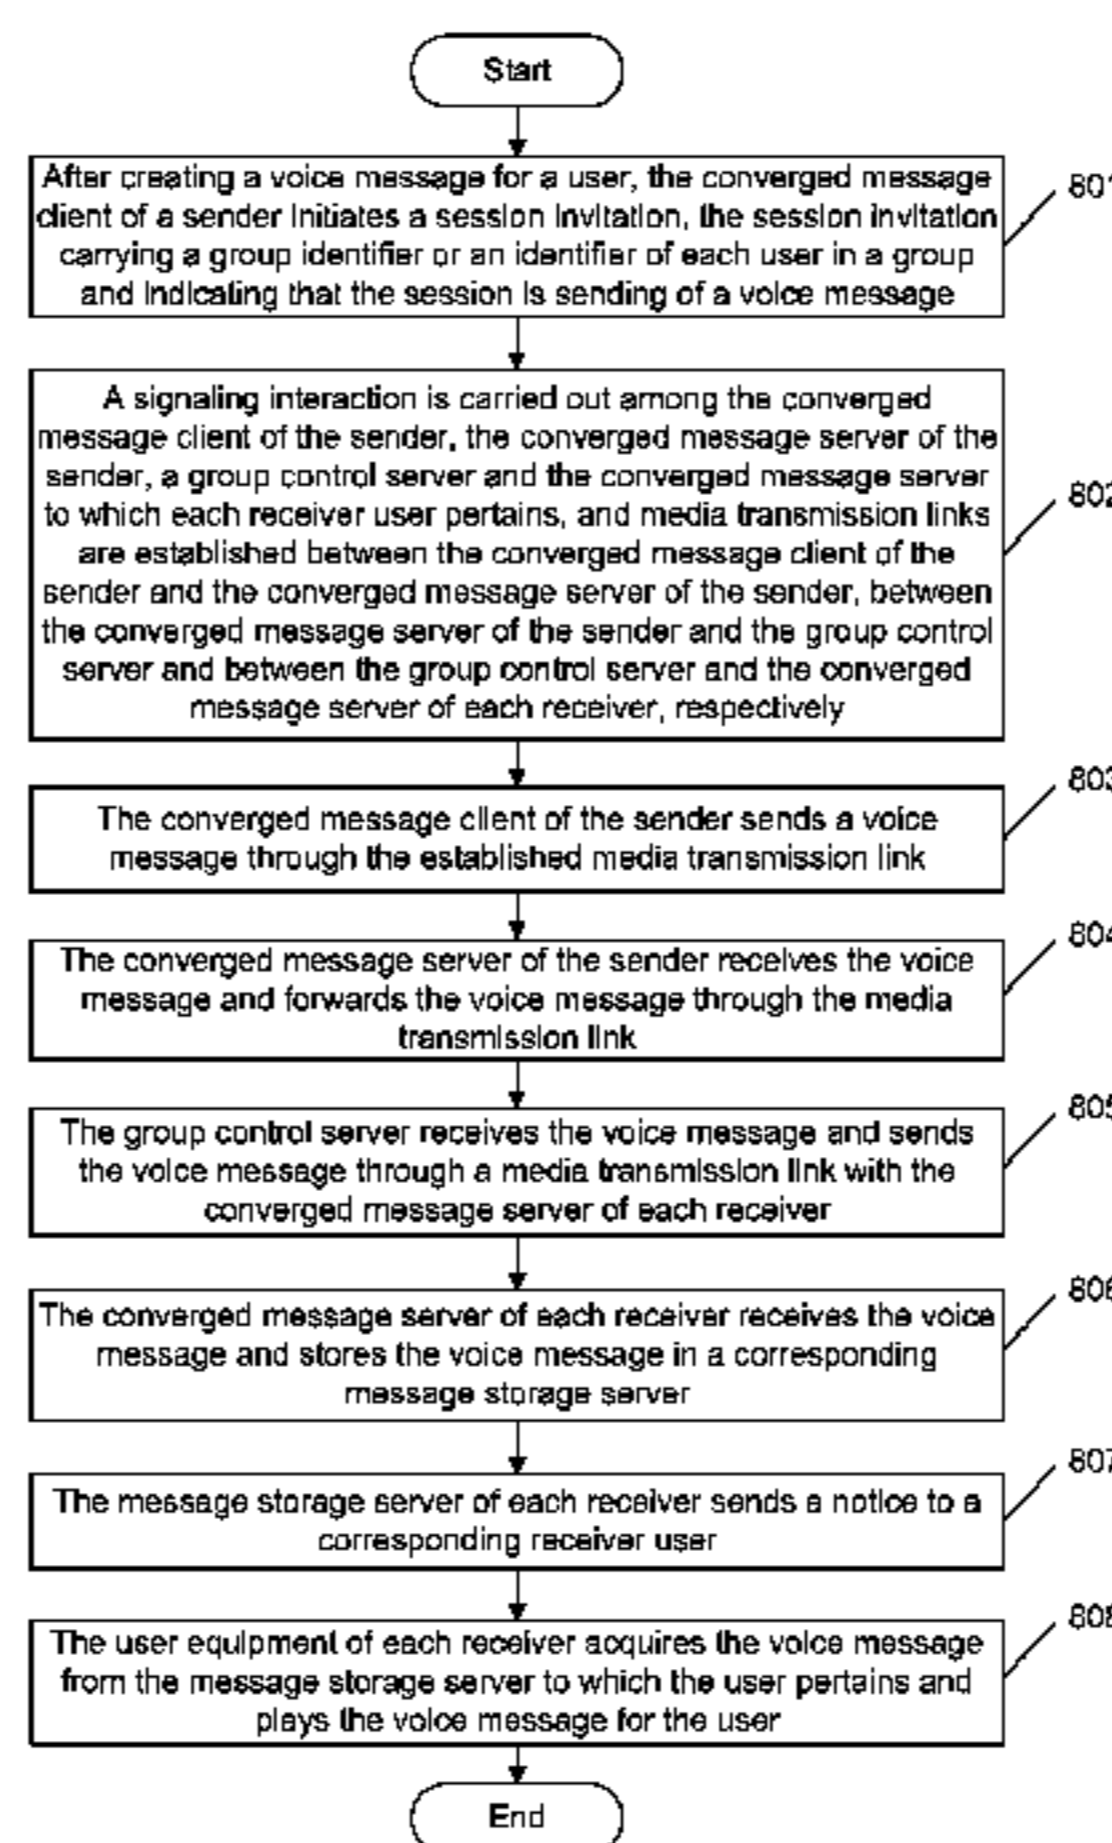 Start
After creating a voice message for a user, the converged message
client of a sender initiates a session invitation, the session invitation
carrying a group identifier or an identifier of each user in a group
and indicating that the session is sending of a voice message
801
A signaling interaction is carried out among the converged
message client of the sender, the converged message server of the
sender, a group control server and the converged message server
to which each receiver user pertains, and media transmission links
are established between the converged message client of the
sender and the converged message server of the sender, between
the converged message server of the sender and the group control
server and between the group control server and the converged
message server of each receiver, respectively
802
The converged message client of the sender sends a voice
message through the established media transmission link
803
The converged message server of the sender receives the voice
message and forwards the voice message through the media
transmission link
804
The group control server receives the voice message and sends
the voice message through a media transmission link with the
converged message server of each receiver
805
The converged message server of each receiver receives the voice
message and stores the voice message in a corresponding
message storage server
806
The message storage server of each receiver sends a notice to a
corresponding receiver user
807
The user equipment of each receiver acquires the voice message
from the message storage server to which the user pertains and
plays the voice message for the user
808
End